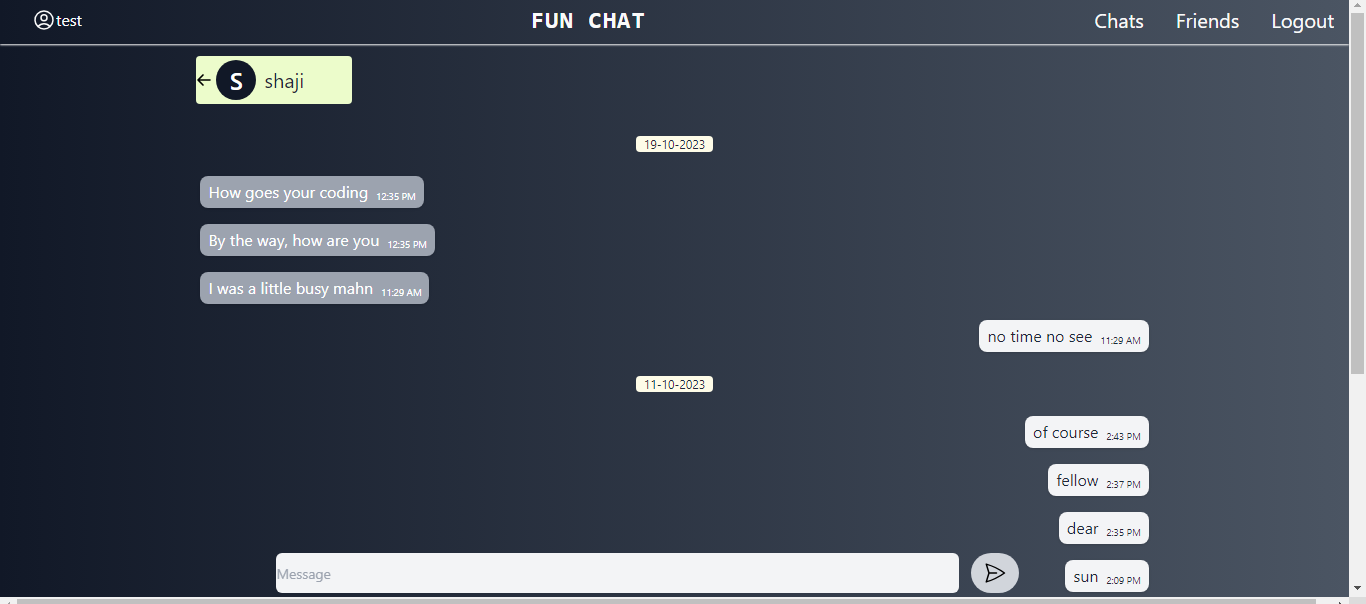 test
FUN CHAT
Chats Friends Logout
S shaji
19-10-2023
How goes your coding 12:35 PM
By the way, how are you 12:35 PM
I was a little busy mahn 11:29 AM
no time no see 11:29 AM
11-10-2023
of course 2:43 PM
fellow 2:37 PM
dear 2:35 PM
Message
sun 2:09 PM